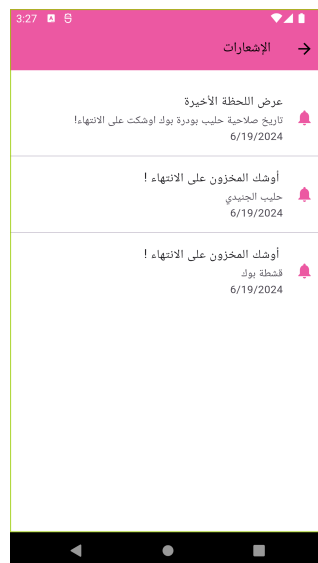 3:27
الإشعارات
عرض اللحظة الأخيرة
تاريخ صلاحية حليب بودرة بوك اوشكت على الانتهاء!
6/19/2024
أوشك المخزون على الانتهاء !
حليب الجنيدي
6/19/2024
أوشك المخزون على الانتهاء !
قشطة بوك
6/19/2024